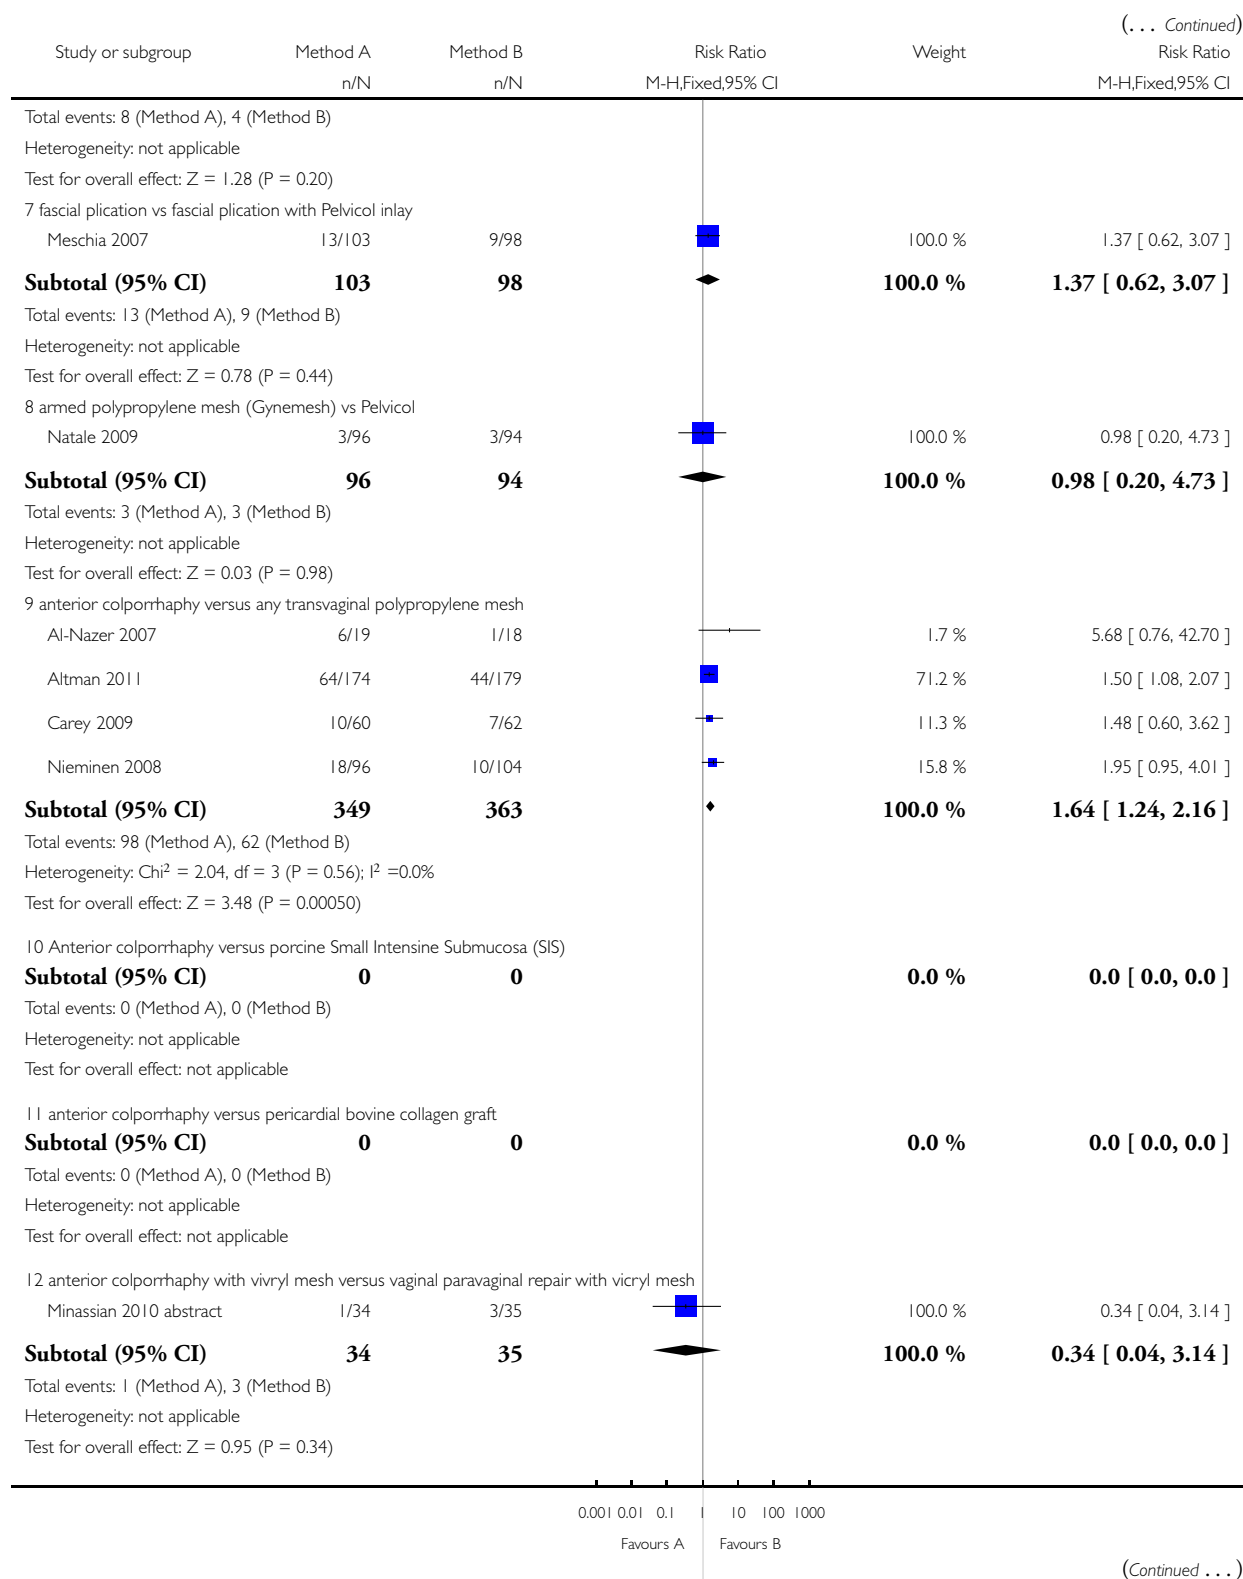 (... Continued)
Study or subgroup Method A Method B Risk Ratio Weight Risk Ratio
n/N n/N M-H,Fixed,95% CI M-H,Fixed,95% CI
Total events: 8 (Method A), 4 (Method B)
Heterogeneity: not applicable
Test for overall effect: Z = 1.28 (P = 0.20)
7 fascial plication vs fascial plication with Pelvicol inlay
Meschia 2007 13/103 9/98 100.0 % 1.37 [ 0.62, 3.07 ]
Subtotal (95% CI) 103 98 100.0 % 1.37 [ 0.62, 3.07 ]
Total events: 13 (Method A), 9 (Method B)
Heterogeneity: not applicable
Test for overall effect: Z = 0.78 (P = 0.44)
8 armed polypropylene mesh (Gynemesh) vs Pelvicol
Natale 2009 3/96 3/94 100.0 % 0.98 [ 0.20, 4.73 ]
Subtotal (95% CI) 96 94 100.0 % 0.98 [ 0.20, 4.73 ]
Total events: 3 (Method A), 3 (Method B)
Heterogeneity: not applicable
Test for overall effect: Z = 0.03 (P = 0.98)
9 anterior colporrhaphy versus any transvaginal polypropylene mesh
Al-Nazer 2007 6/19 1/18 1.7 % 5.68 [ 0.76, 42.70 ]
Altman 2011 64/174 44/179 71.2 % 1.50 [ 1.08, 2.07 ]
Carey 2009 10/60 7/62 11.3 % 1.48 [ 0.60, 3.62 ]
Nieminen 2008 18/96 10/104 15.8 % 1.95 [ 0.95, 4.01 ]
Subtotal (95% CI) 349 363 100.0 % 1.64 [ 1.24, 2.16 ]
Total events: 98 (Method A), 62 (Method B)
Heterogeneity: Chi² = 2.04, df = 3 (P = 0.56); I² =0.0%
Test for overall effect: Z = 3.48 (P = 0.00050)
10 Anterior colporrhaphy versus porcine Small Intensine Submucosa (SIS)
Subtotal (95% CI) 0 0 0.0 % 0.0 [ 0.0, 0.0 ]
Total events: 0 (Method A), 0 (Method B)
Heterogeneity: not applicable
Test for overall effect: not applicable
11 anterior colporrhaphy versus pericardial bovine collagen graft
Subtotal (95% CI) 0 0 0.0 % 0.0 [ 0.0, 0.0 ]
Total events: 0 (Method A), 0 (Method B)
Heterogeneity: not applicable
Test for overall effect: not applicable
12 anterior colporrhaphy with vivryl mesh versus vaginal paravaginal repair with vicryl mesh
Minassian 2010 abstract 1/34 3/35 100.0 % 0.34 [ 0.04, 3.14 ]
Subtotal (95% CI) 34 35 100.0 % 0.34 [ 0.04, 3.14 ]
Total events: 1 (Method A), 3 (Method B)
Heterogeneity: not applicable
Test for overall effect: Z = 0.95 (P = 0.34)
0.001 0.01 0.1 1 10 100 1000
Favours A Favours B
(Continued ...)